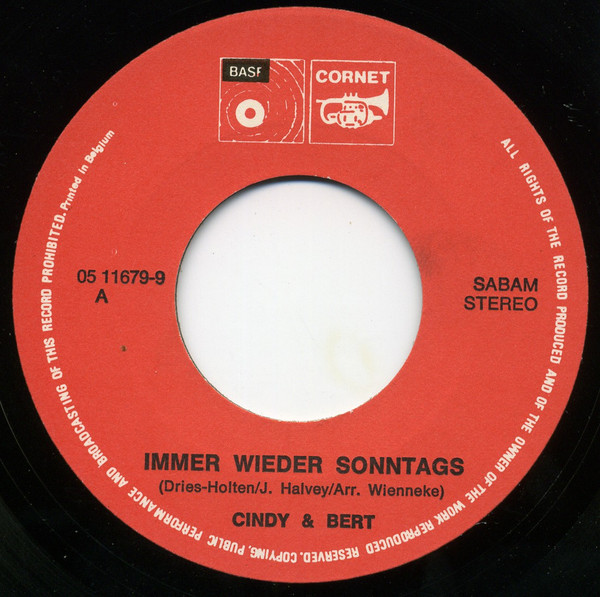 BASF
CORNET
ALL RIGHTS OF THE RECORD PRODUCED AND OF THE OWNER OF THE WORK REPRODUCED RESERVED. COPYING, PUBLIC PERFORMANCE AND BROADCASTING OF THIS RECORD PROHIBITED. Printed in Belgium
05 11679-9
A
SABAM
STEREO
IMMER WIEDER SONNTAGS
(Dries-Holten/J. Halvey/Arr. Wienneke)
CINDY & BERT